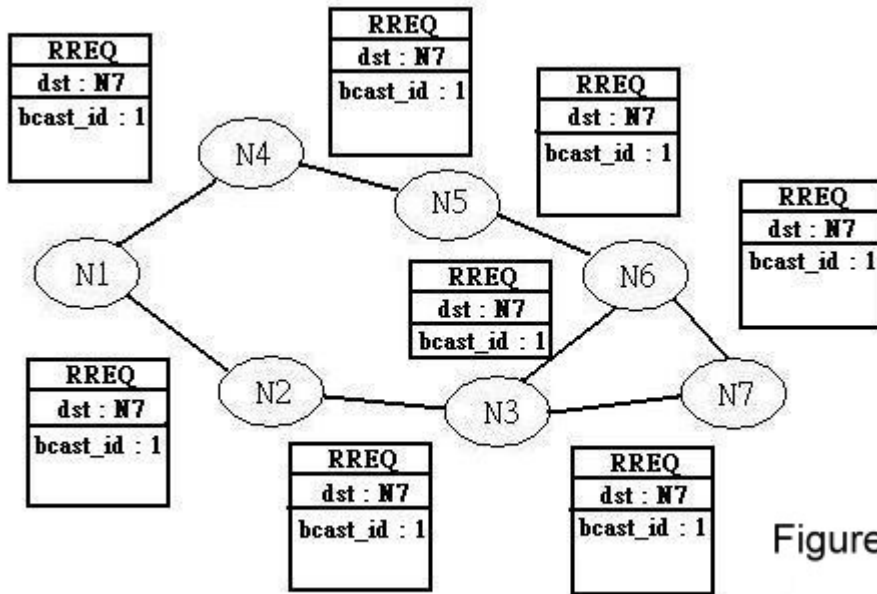 RREQ
dst : N7
bcast_id : 1
RREQ
dst : N7
bcast_id : 1
RREQ
dst : N7
bcast_id : 1
RREQ
dst : N7
bcast_id : 1
N4
N5
N1
RREQ
dst : N7
bcast_id : 1
N6
RREQ
dst : N7
bcast_id : 1
N2
N3
N7
RREQ
dst : N7
bcast_id : 1
RREQ
dst : N7
bcast_id : 1
Figure